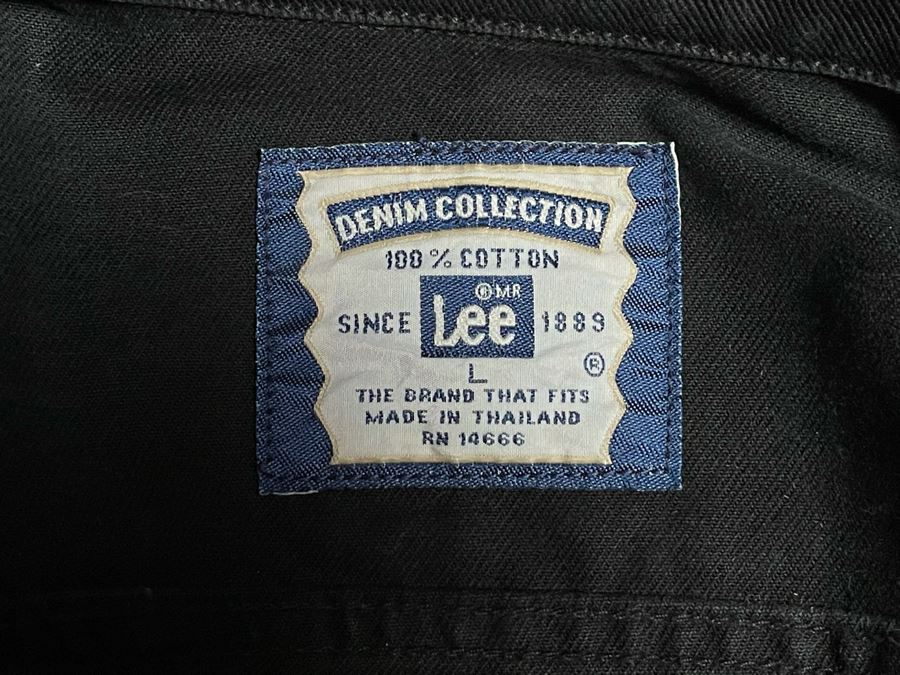 DENIM COLLECTION
100 % COTTON
SINCE Lee ® MR 1889
L ®
THE BRAND THAT FITS
MADE IN THAILAND
RN 14666